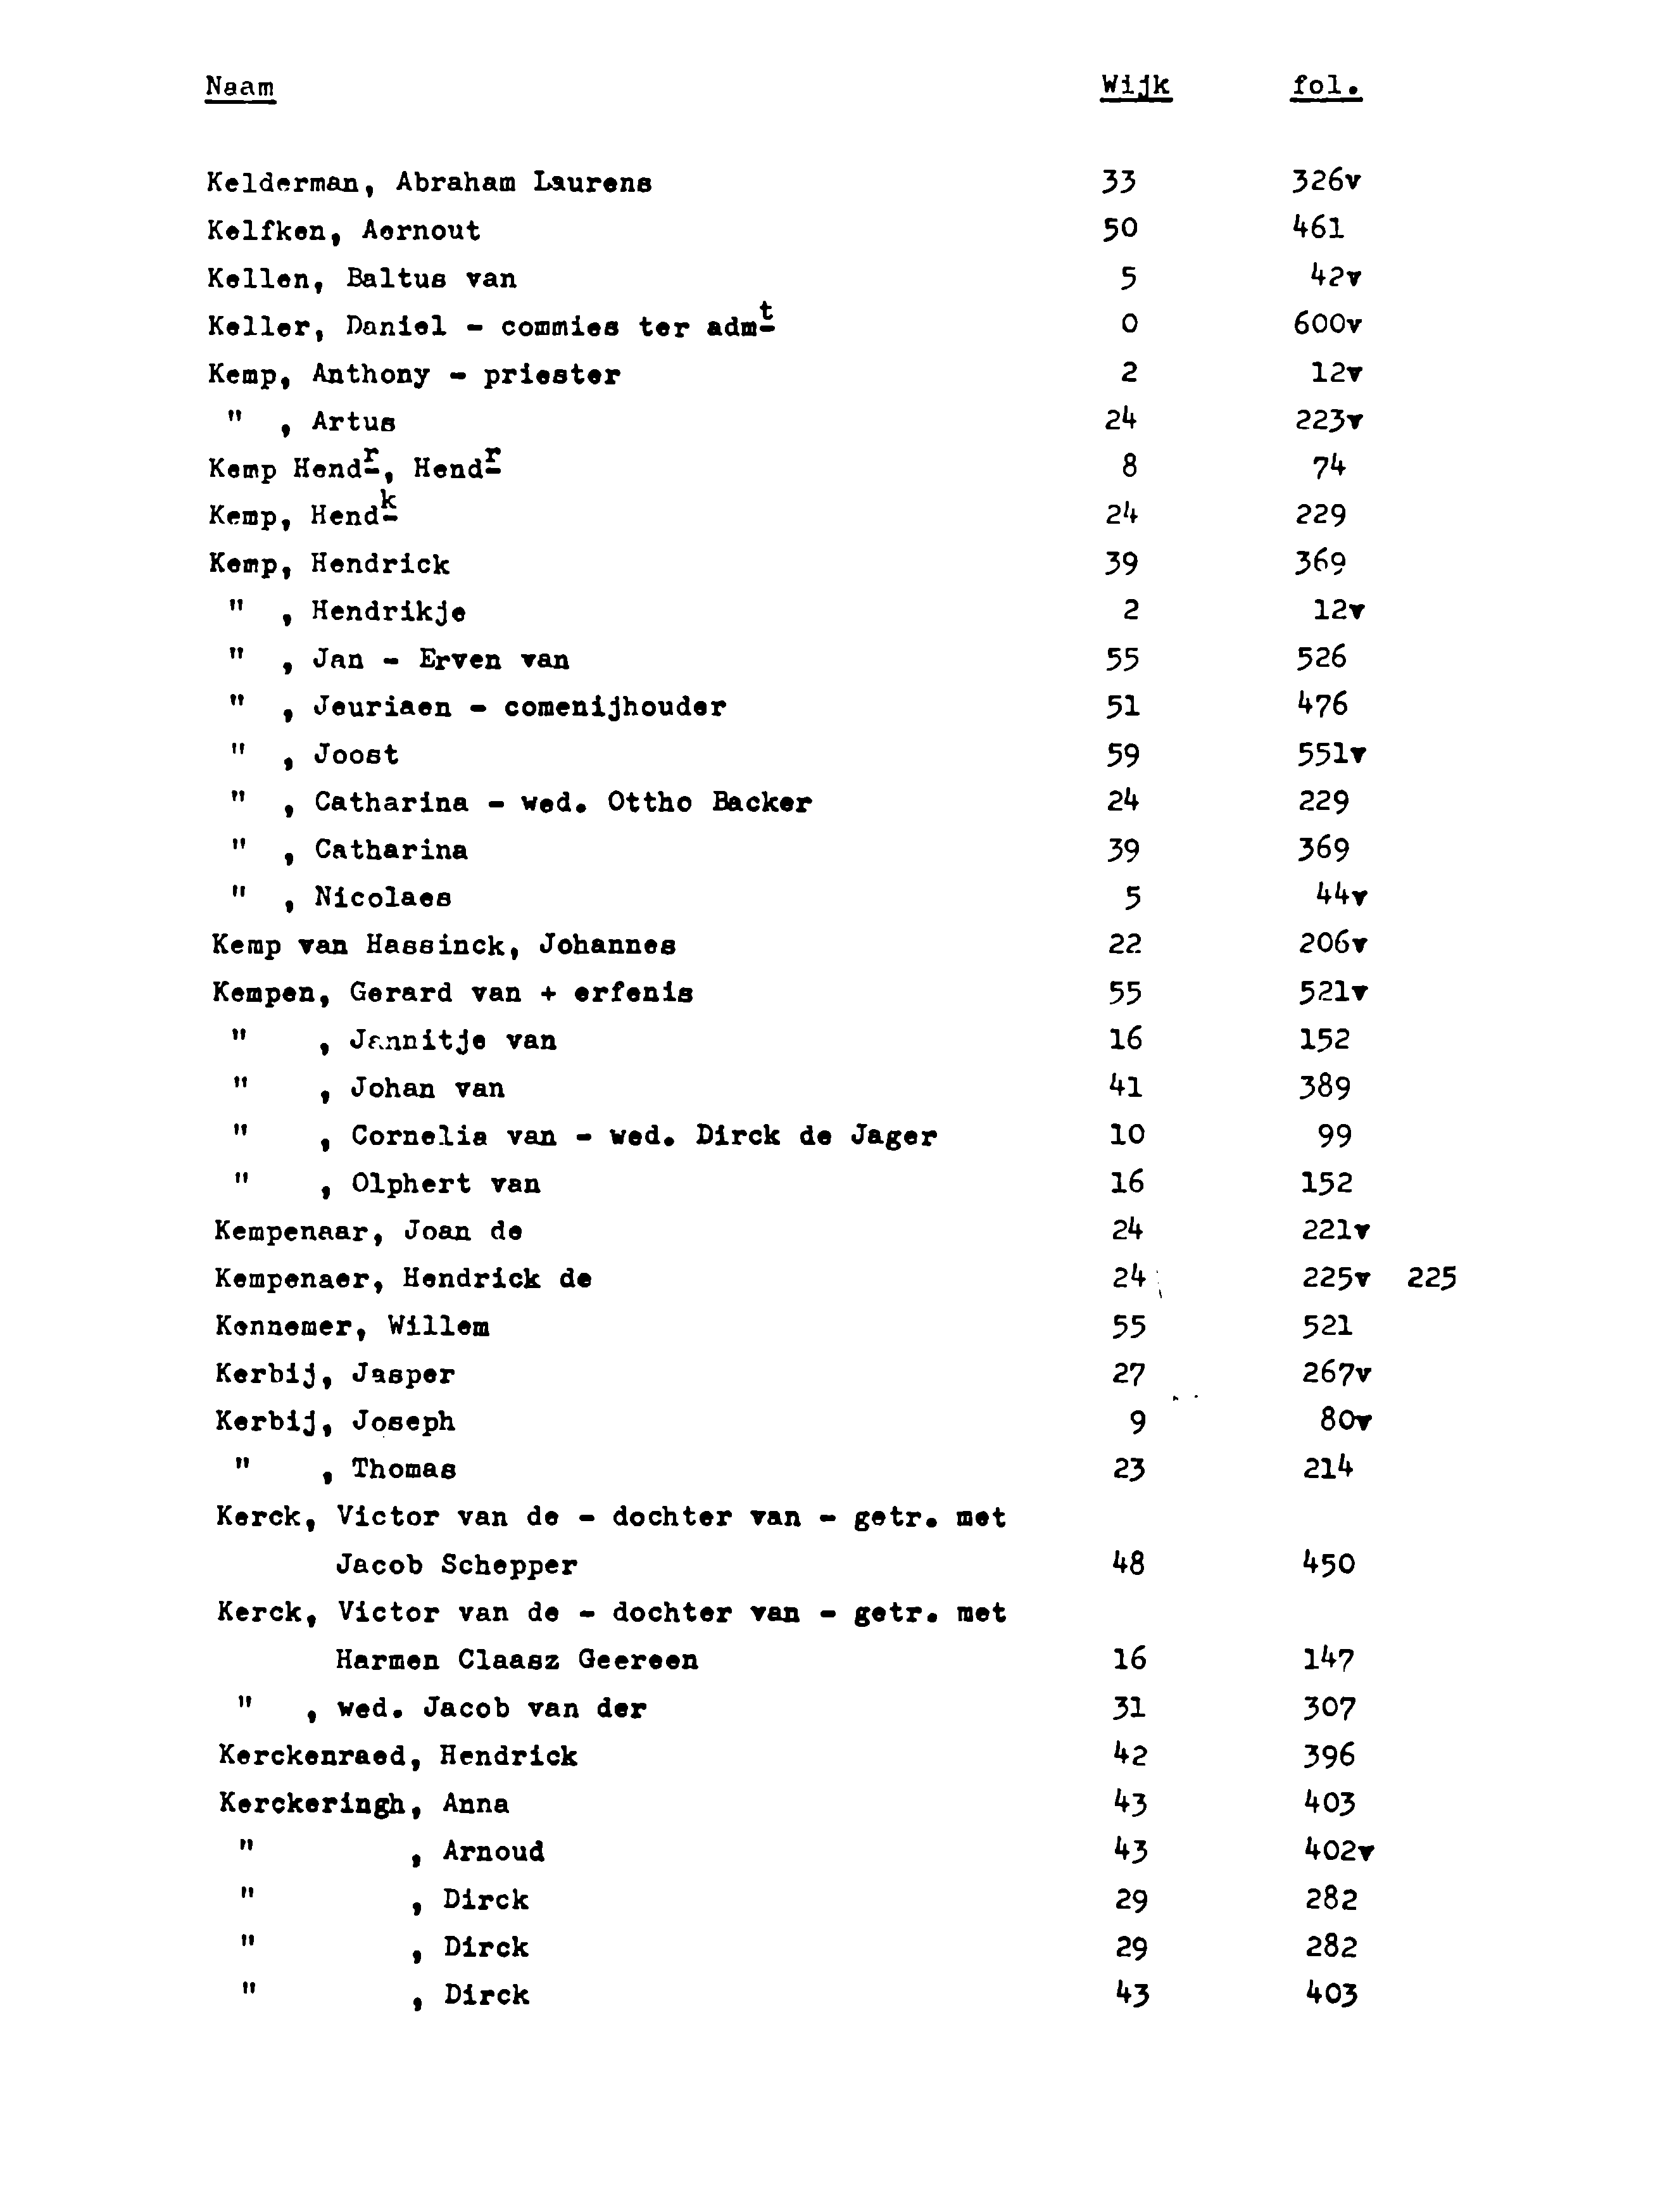 Naam Wijk fol.
Kelderman, Abraham Laurens 33 326v
Kelfken, Aernout 50 461
Kellen, Baltus van 5 42v
Keller, Daniel - commies ter admt 0 600v
Kemp, Anthony - priester 2 12v
" , Artus 24 223v
Kemp Hendr, Hendr 8 74
Kemp, Hendk 24 229
Kemp, Hendrick 39 369
" , Hendrikje 2 12v
" , Jan - Erven van 55 526
" , Jeuriaen - comenijhouder 51 476
" , Joost 59 551v
" , Catharina - wed. Ottho Backer 24 229
" , Catharina 39 369
" , Nicolaes 5 44v
Kemp van Hassinck, Johannes 22 206v
Kempen, Gerard van + erfenis 55 521v
" , Jannitje van 16 152
" , Johan van 41 389
" , Cornelia van - wed. Dirck de Jager 10 99
" , Olphert van 16 152
Kempenaar, Joan de 24 221v
Kempenaer, Hendrick de 24 225v 225
Kennemer, Willem 55 521
Kerbij, Jasper 27 267v
Kerbij, Joseph 9 80v
" , Thomas 23 214
Kerck, Victor van de - dochter van - getr. met
Jacob Schepper 48 450
Kerck, Victor van de - dochter van - getr. met
Harmen Claasz Geereen 16 147
" , wed. Jacob van der 31 307
Kerckenraed, Hendrick 42 396
Kerckeringh, Anna 43 403
" , Arnoud 43 402v
" , Dirck 29 282
" , Dirck 29 282
" , Dirck 43 403